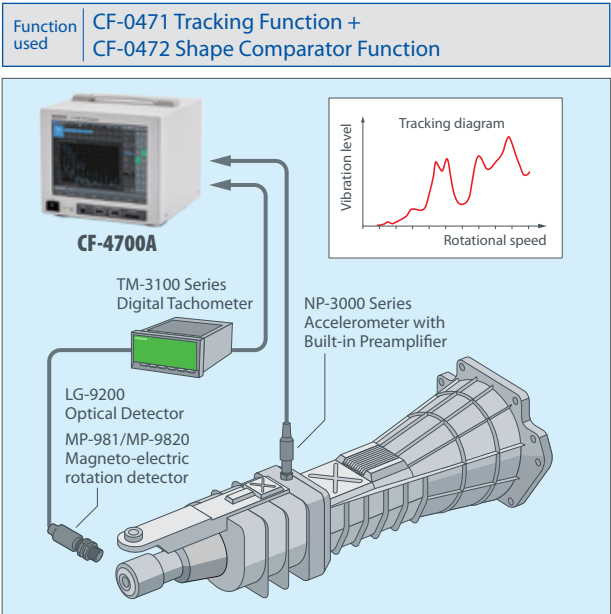 Function
used
CF-0471 Tracking Function +
CF-0472 Shape Comparator Function
Tracking diagram
Vibration level
Rotational speed
CF-4700A
TM-3100 Series
Digital Tachometer
NP-3000 Series
Accelerometer with
Built-in Preamplifier
LG-9200
Optical Detector
MP-981/MP-9820
Magneto-electric
rotation detector